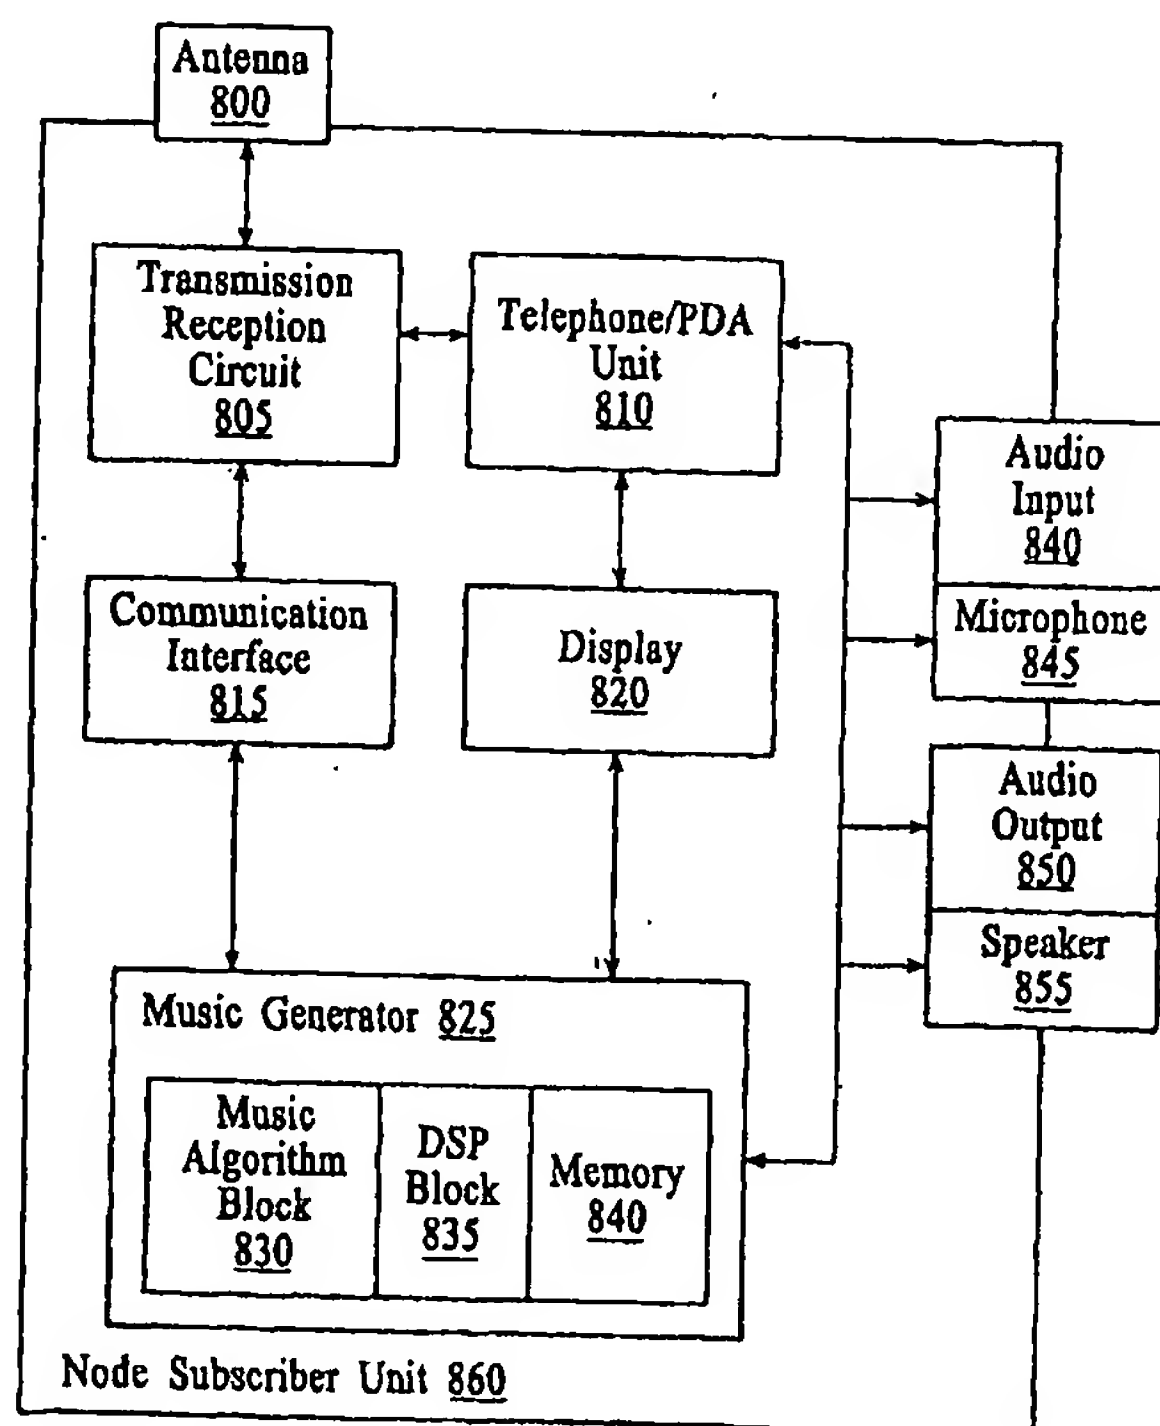 Antenna
800
Transmission
Reception
Circuit
805
Telephone/PDA
Unit
810
Audio
Input
840
Microphone
845
Communication
Interface
815
Display
820
Audio
Output
850
Speaker
855
Music Generator 825
Music
Algorithm
Block
830
DSP
Block
835
Memory
840
Node Subscriber Unit 860